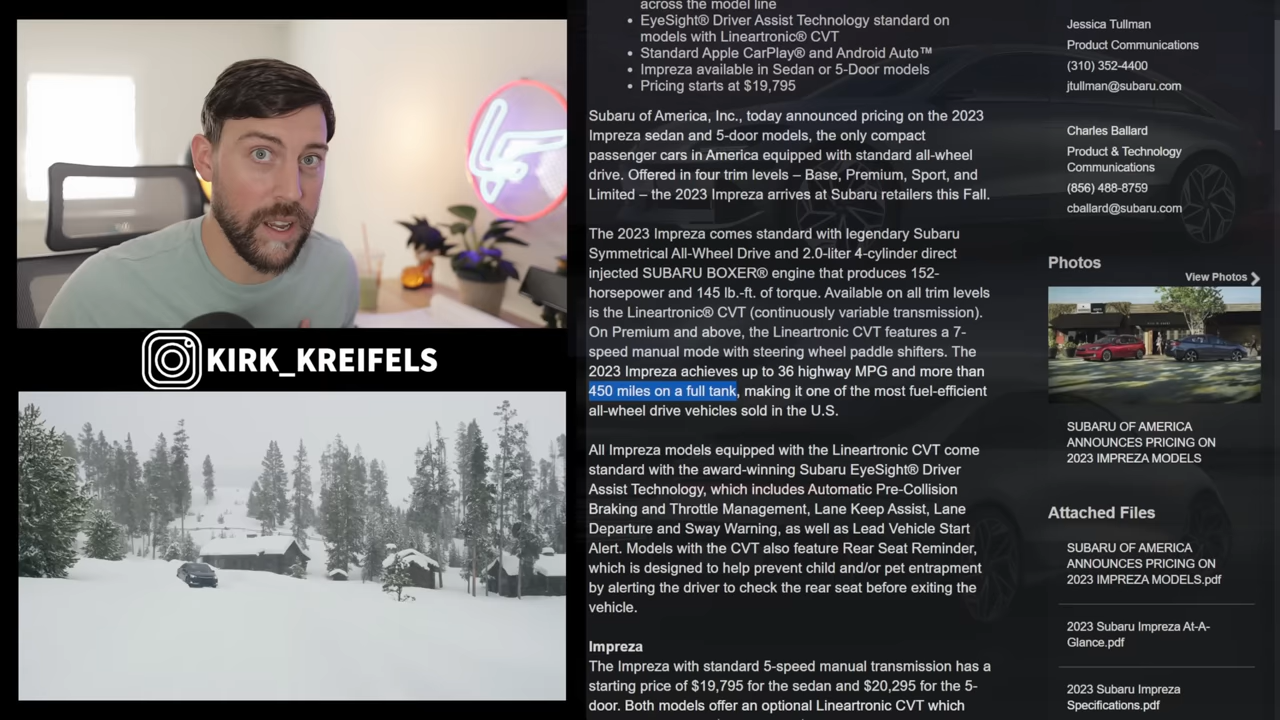 KIRK_KREIFELS
across the model line
• EyeSight® Driver Assist Technology standard on
models with Lineartronic® CVT
• Standard Apple CarPlay® and Android Auto™
• Impreza available in Sedan or 5-Door models
• Pricing starts at $19,795
Subaru of America, Inc., today announced pricing on the 2023
Impreza sedan and 5-door models, the only compact
passenger cars in America equipped with standard all-wheel
drive. Offered in four trim levels – Base, Premium, Sport, and
Limited – the 2023 Impreza arrives at Subaru retailers this Fall.
The 2023 Impreza comes standard with legendary Subaru
Symmetrical All-Wheel Drive and 2.0-liter 4-cylinder direct
injected SUBARU BOXER® engine that produces 152-
horsepower and 145 lb.-ft. of torque. Available on all trim levels
is the Lineartronic® CVT (continuously variable transmission).
On Premium and above, the Lineartronic CVT features a 7-
speed manual mode with steering wheel paddle shifters. The
2023 Impreza achieves up to 36 highway MPG and more than
450 miles on a full tank, making it one of the most fuel-efficient
all-wheel drive vehicles sold in the U.S.
All Impreza models equipped with the Lineartronic CVT come
standard with the award-winning Subaru EyeSight® Driver
Assist Technology, which includes Automatic Pre-Collision
Braking and Throttle Management, Lane Keep Assist, Lane
Departure and Sway Warning, as well as Lead Vehicle Start
Alert. Models with the CVT also feature Rear Seat Reminder,
which is designed to help prevent child and/or pet entrapment
by alerting the driver to check the rear seat before exiting the
vehicle.
Impreza
The Impreza with standard 5-speed manual transmission has a
starting price of $19,795 for the sedan and $20,295 for the 5-
door. Both models offer an optional Lineartronic CVT which
Jessica Tullman
Product Communications
(310) 352-4400
jtullman@subaru.com
Charles Ballard
Product & Technology
Communications
(856) 488-8759
cballard@subaru.com
Photos
View Photos
SUBARU OF AMERICA
ANNOUNCES PRICING ON
2023 IMPREZA MODELS
Attached Files
SUBARU OF AMERICA
ANNOUNCES PRICING ON
2023 IMPREZA MODELS.pdf
2023 Subaru Impreza At-A-
Glance.pdf
2023 Subaru Impreza
Specifications.pdf